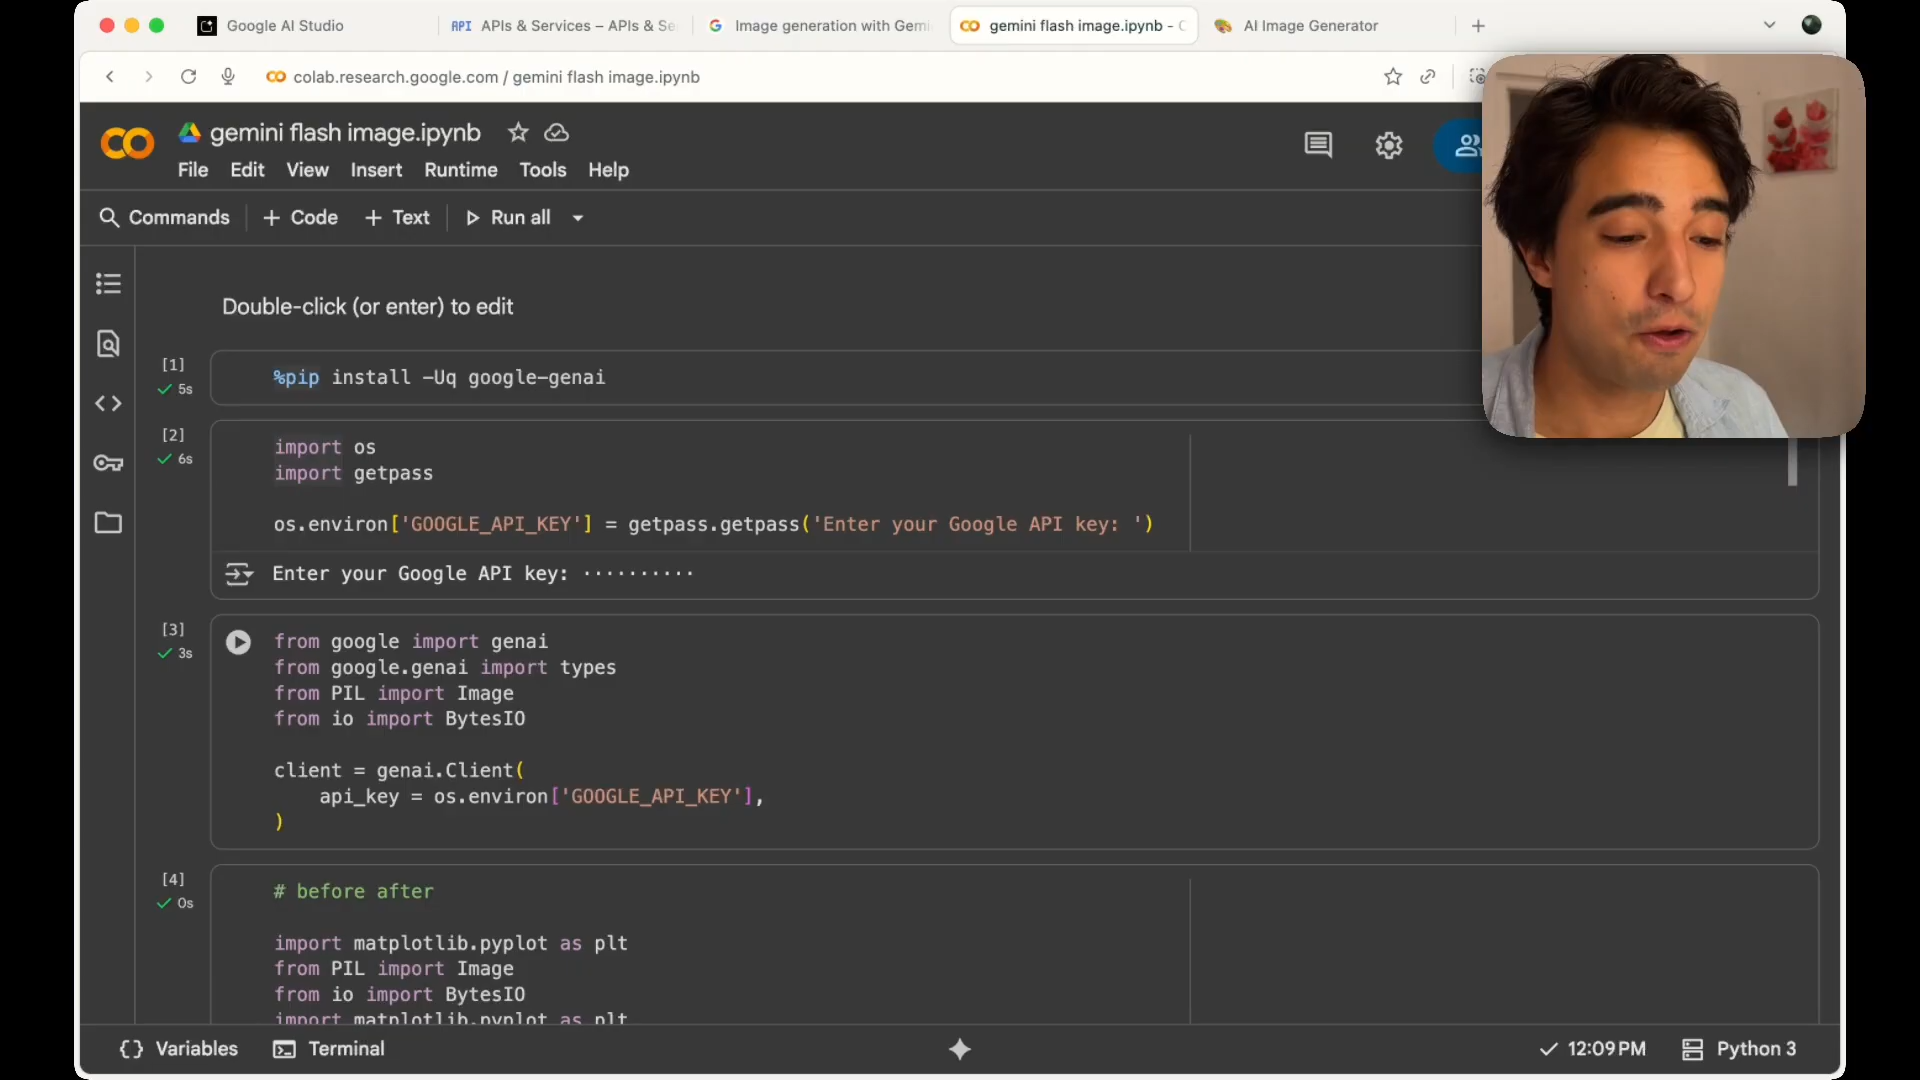 Google AI Studio
API APIs & Services – APIs & Se
Image generation with Gemi
gemini flash image.ipynb - C
AI Image Generator
colab.research.google.com / gemini flash image.ipynb
gemini flash image.ipynb
File Edit View Insert Runtime Tools Help
Commands + Code + Text Run all
Double-click (or enter) to edit
[1]
5s
%pip install -Uq google-genai
[2]
6s
import os
import getpass
os.environ['GOOGLE_API_KEY'] = getpass.getpass('Enter your Google API key: ')
Enter your Google API key: ··········
[3]
3s
from google import genai
from google.genai import types
from PIL import Image
from io import BytesIO
client = genai.Client(
api_key = os.environ['GOOGLE_API_KEY'],
)
[4]
0s
# before after
import matplotlib.pyplot as plt
from PIL import Image
from io import BytesIO
import matplotlib.pyplot as plt
{} Variables Terminal
12:09 PM Python 3